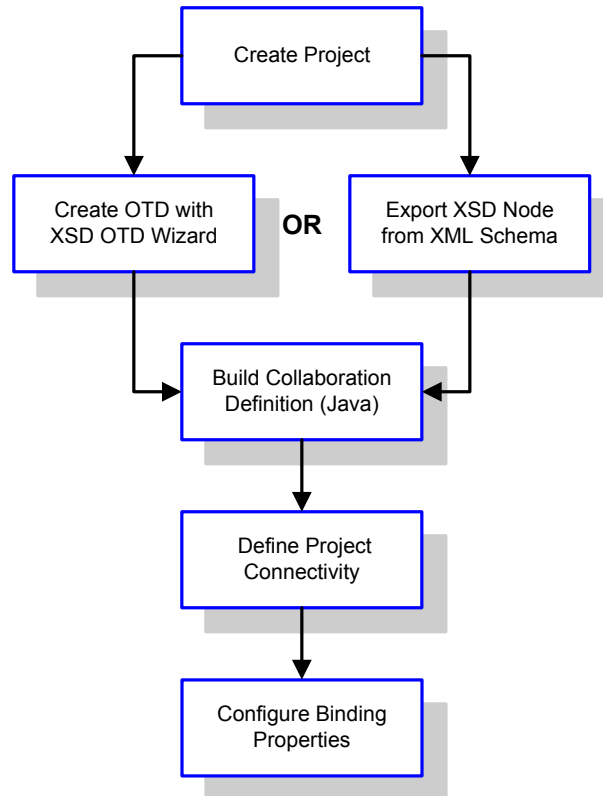 Create Project
Create OTD with
XSD OTD Wizard
OR
Export XSD Node
from XML Schema
Build Collaboration
Definition (Java)
Define Project
Connectivity
Configure Binding
Properties